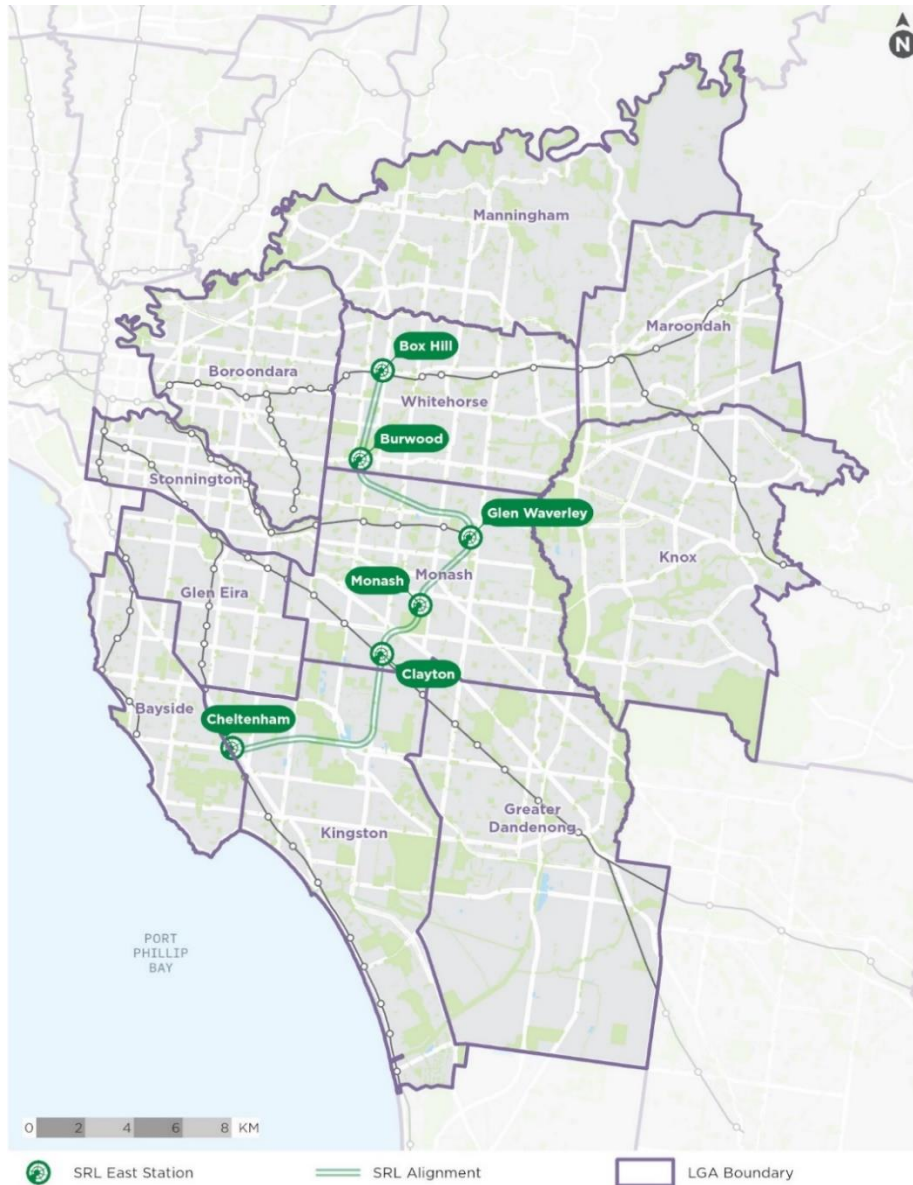 N
Manningham
Maroondah
Box Hill
Boroondara
Whitehorse
Burwood
Stonnington
Glen Waverley
Knox
Monash
Monash
Glen Eira
Clayton
Bayside
Cheltenham
Greater
Dandenong
Kingston
PORT
PHILLIP
BAY
0 2 4 6 8 KM
SRL East Station SRL Alignment LGA Boundary